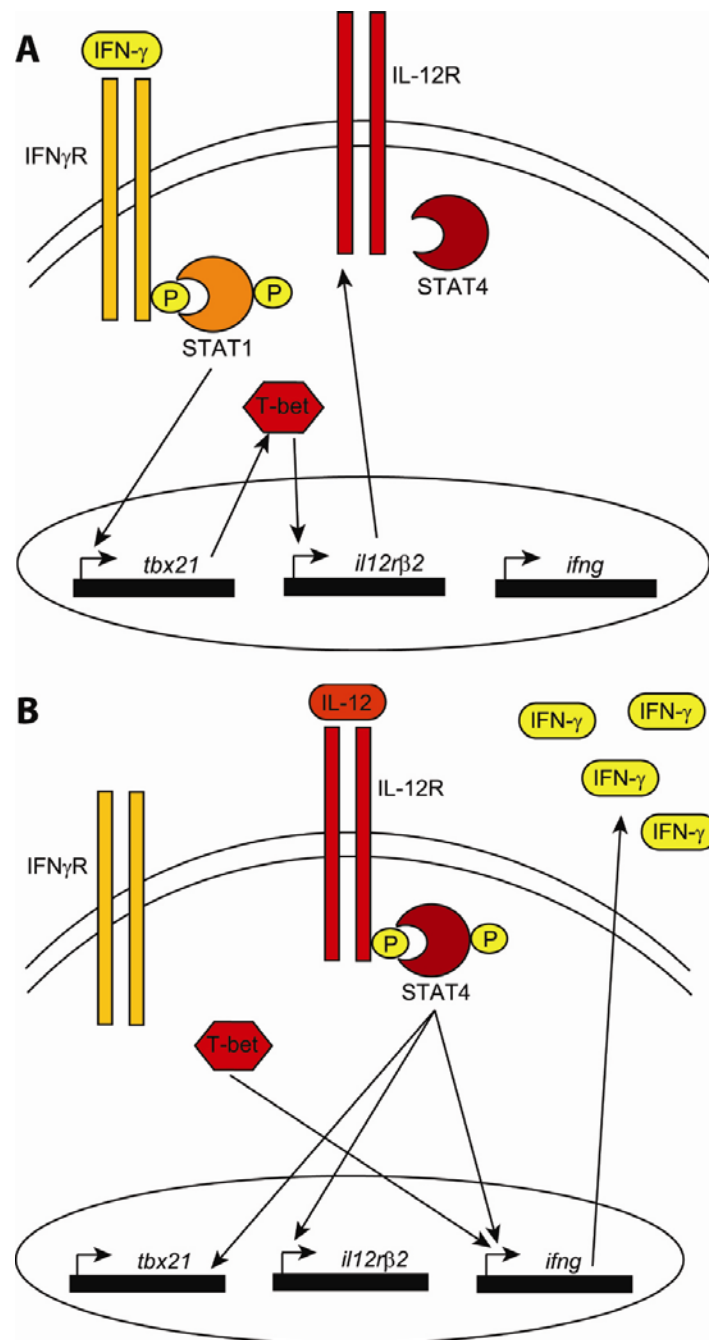 A
IFN-γ
IL-12R
IFNγR
STAT4
P
P
STAT1
T-bet
tbx21
il12rβ2
ifng
B
IL-12
IFN-γ
IFN-γ
IL-12R
IFN-γ
IFN-γ
IFNγR
P
P
STAT4
T-bet
tbx21
il12rβ2
ifng